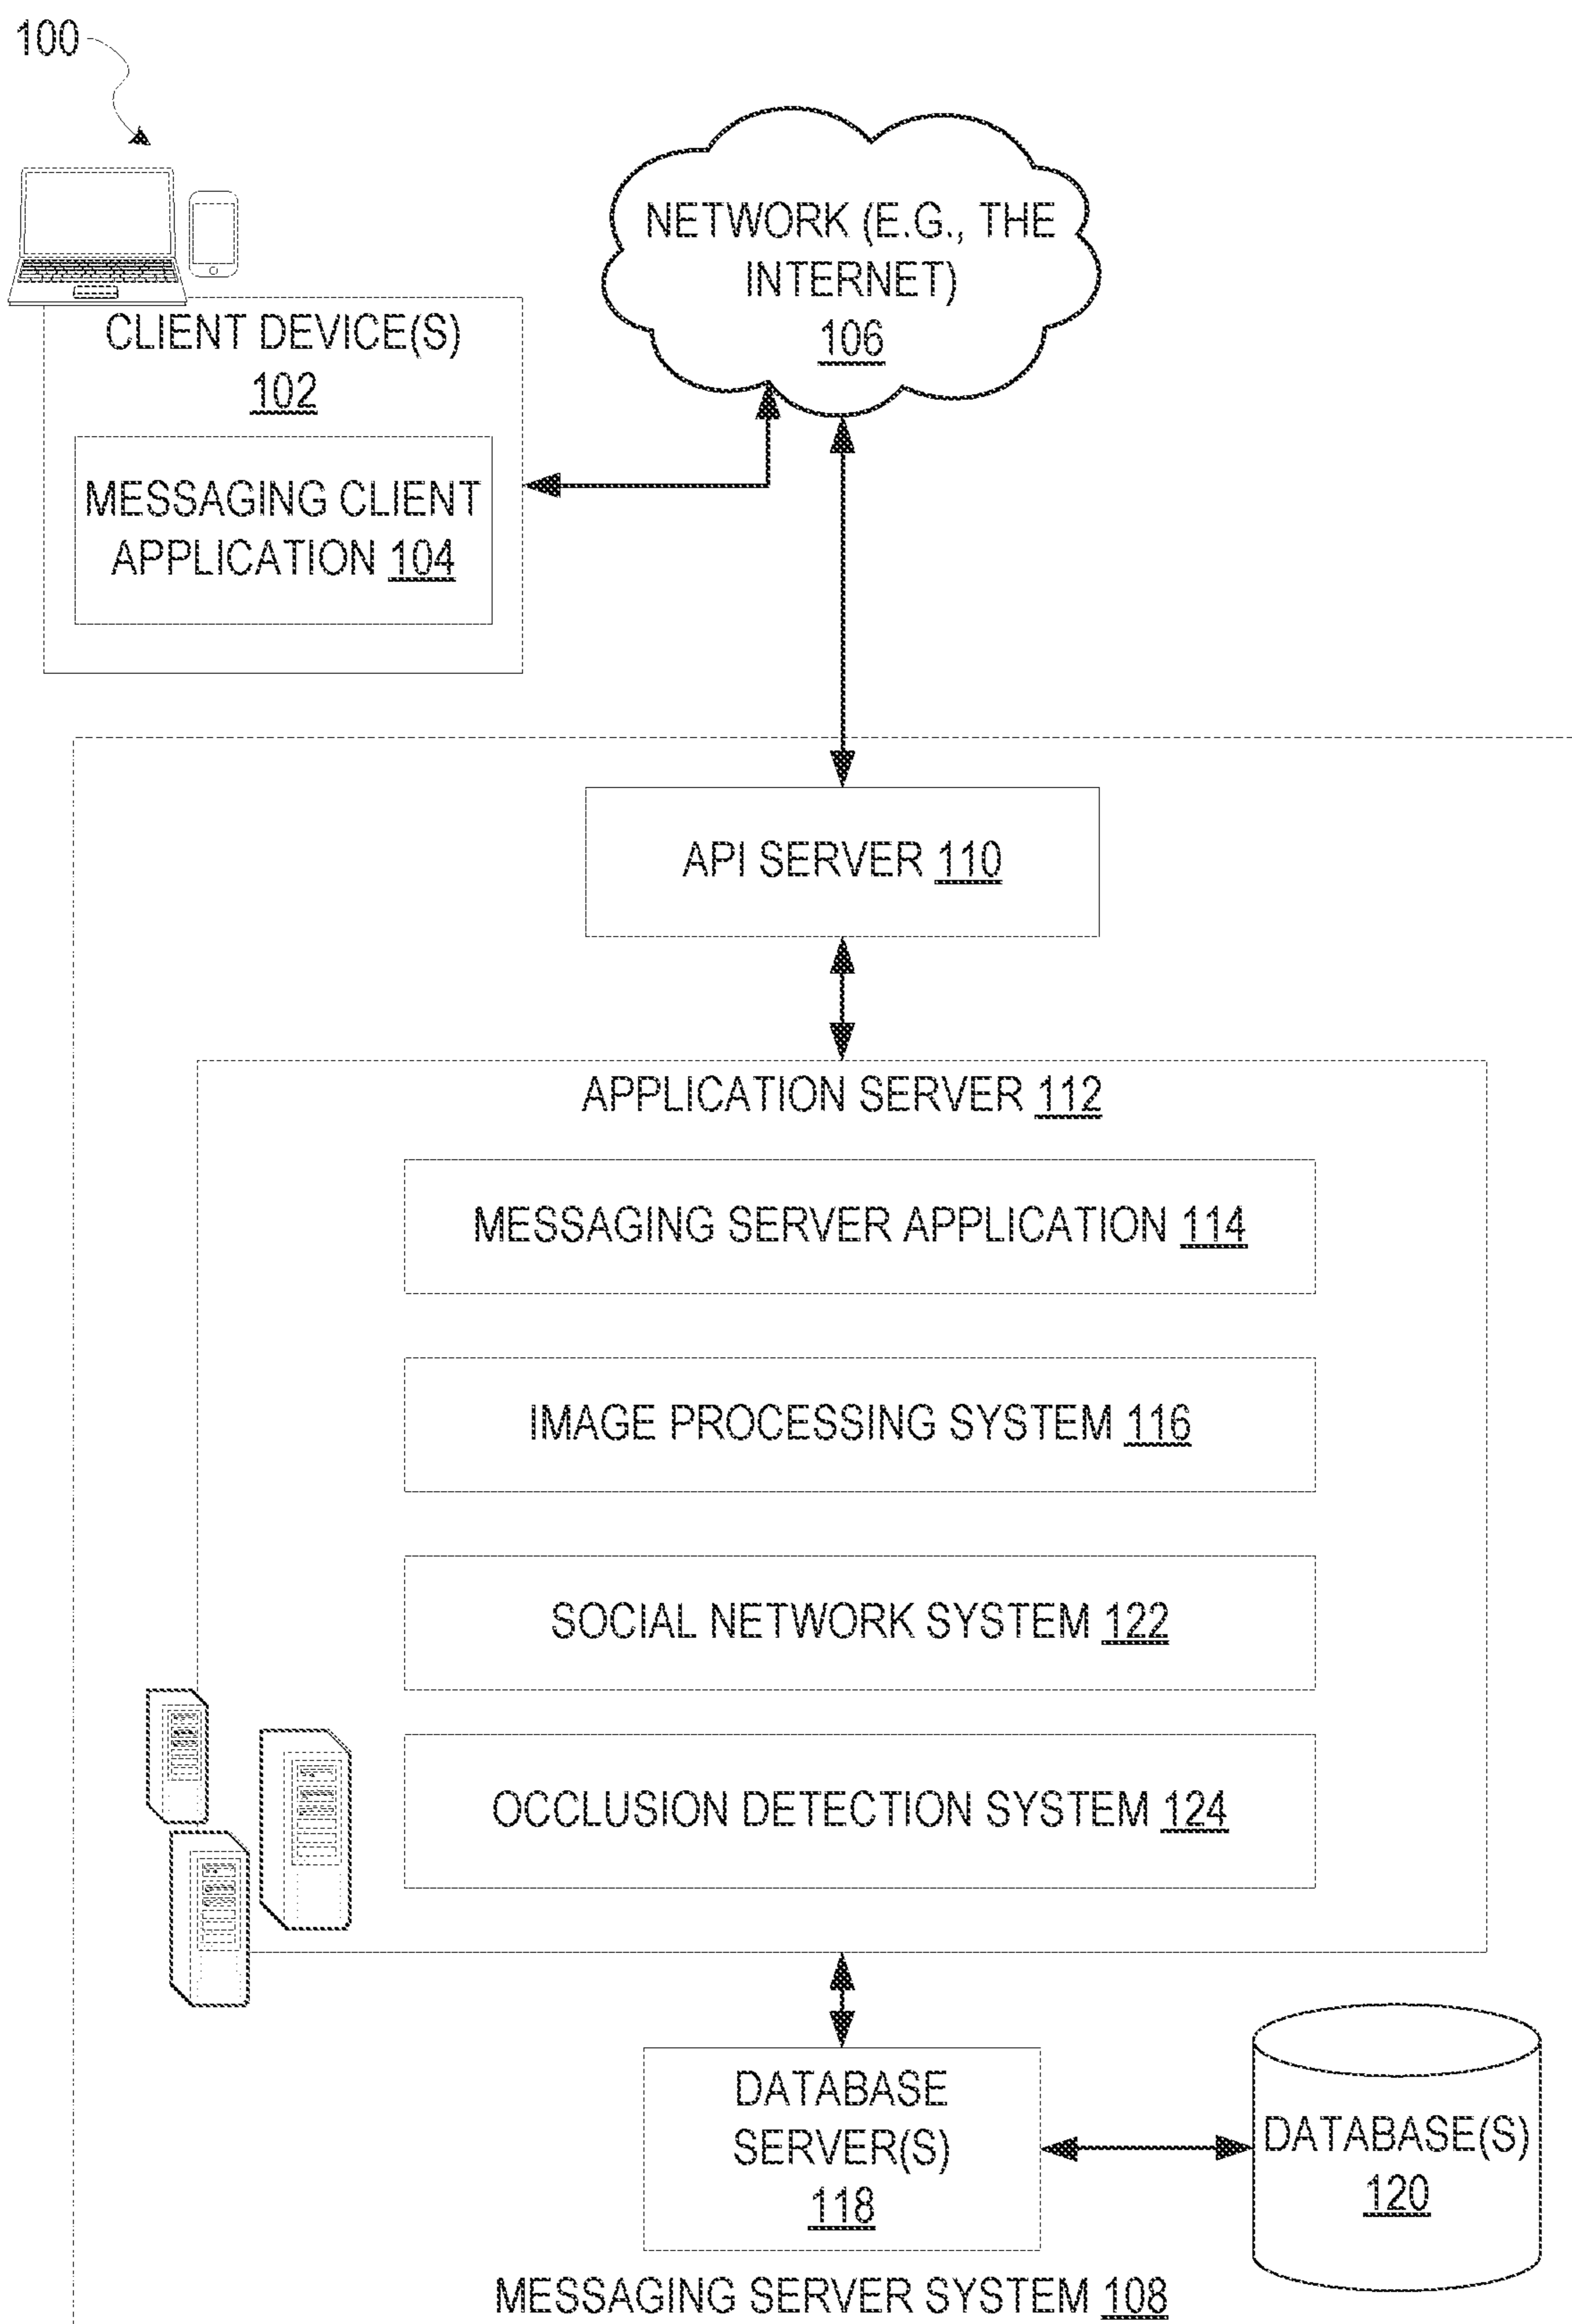 100
NETWORK (E.G., THE
INTERNET)
106
CLIENT DEVICE(S)
102
MESSAGING CLIENT
APPLICATION 104
API SERVER 110
APPLICATION SERVER 112
MESSAGING SERVER APPLICATION 114
IMAGE PROCESSING SYSTEM 116
SOCIAL NETWORK SYSTEM 122
OCCLUSION DETECTION SYSTEM 124
DATABASE
SERVER(S)
118
DATABASE(S)
120
MESSAGING SERVER SYSTEM 108